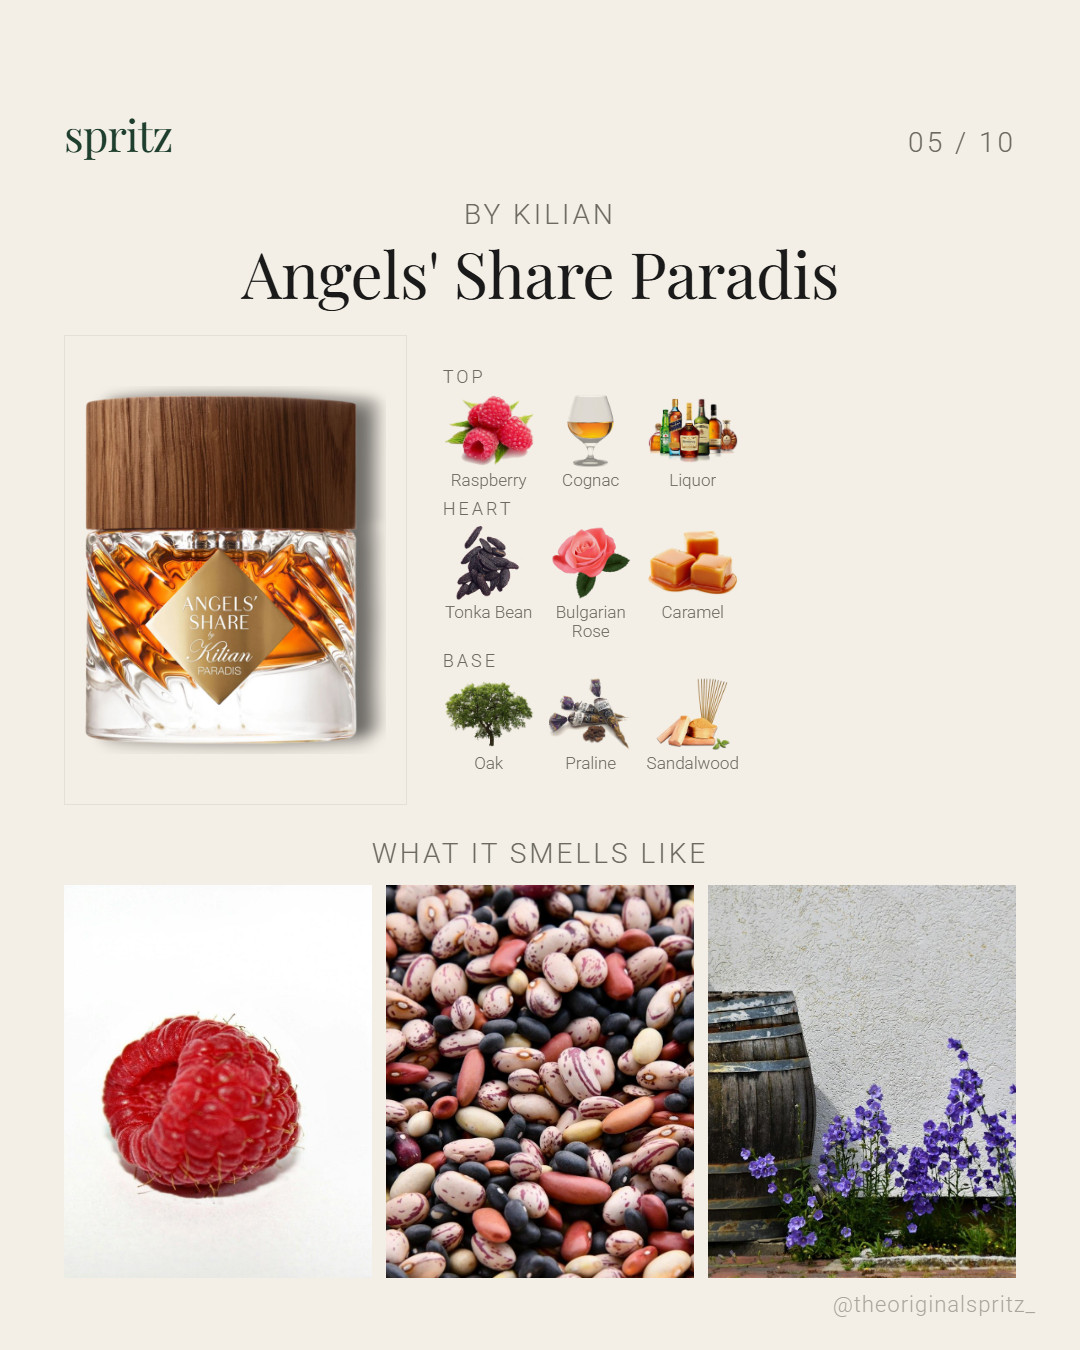 spritz
05 / 10
BY KILIAN
Angels' Share Paradis
ANGELS'
SHARE
by
Kilian
PARADIS
TOP
Raspberry
Cognac
Liquor
HEART
Tonka Bean
Bulgarian
Rose
Caramel
BASE
Oak
Praline
Sandalwood
WHAT IT SMELLS LIKE
@theoriginalspritz_